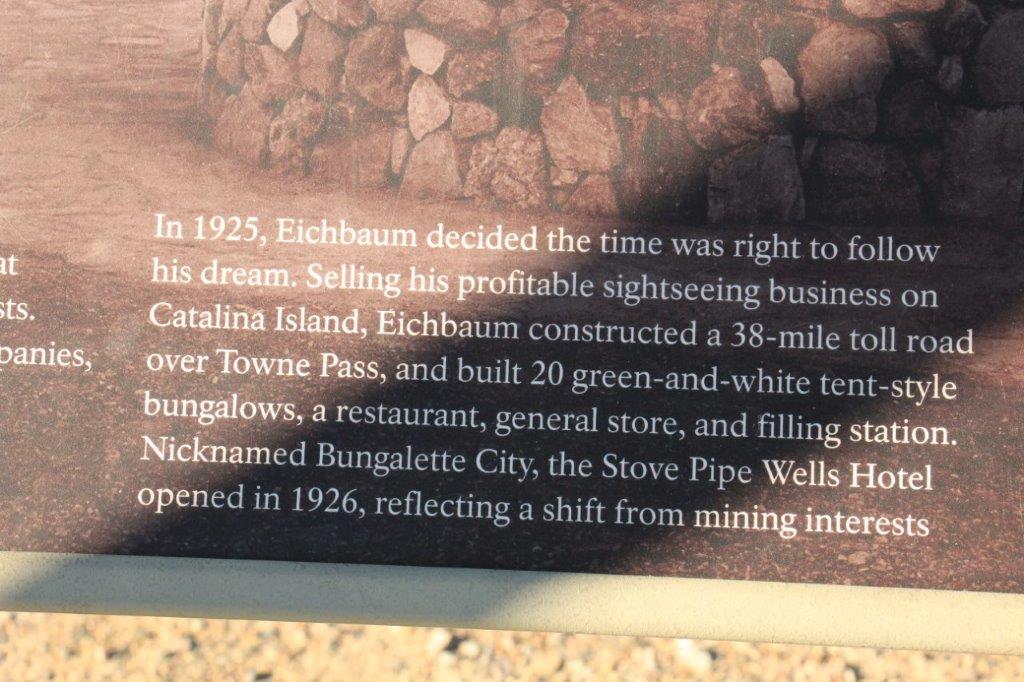 at
sts.
panies,
In 1925, Eichbaum decided the time was right to follow
his dream. Selling his profitable sightseeing business on
Catalina Island, Eichbaum constructed a 38-mile toll road
over Towne Pass, and built 20 green-and-white tent-style
bungalows, a restaurant, general store, and filling station.
Nicknamed Bungalette City, the Stove Pipe Wells Hotel
opened in 1926, reflecting a shift from mining interests